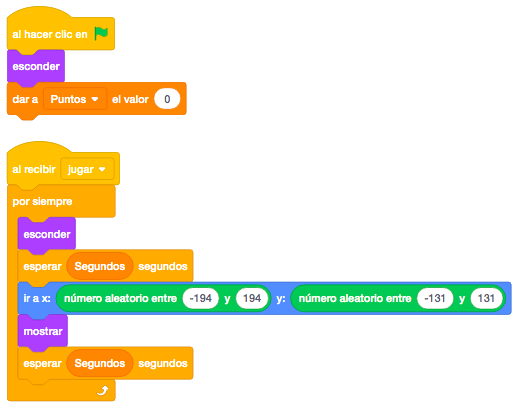 al hacer clic en
esconder
dar a Puntos el valor 0
al recibir jugar
por siempre
esconder
esperar Segundos segundos
ir a x: número aleatorio entre -194 y 194 y: número aleatorio entre -131 y 131
mostrar
esperar Segundos segundos